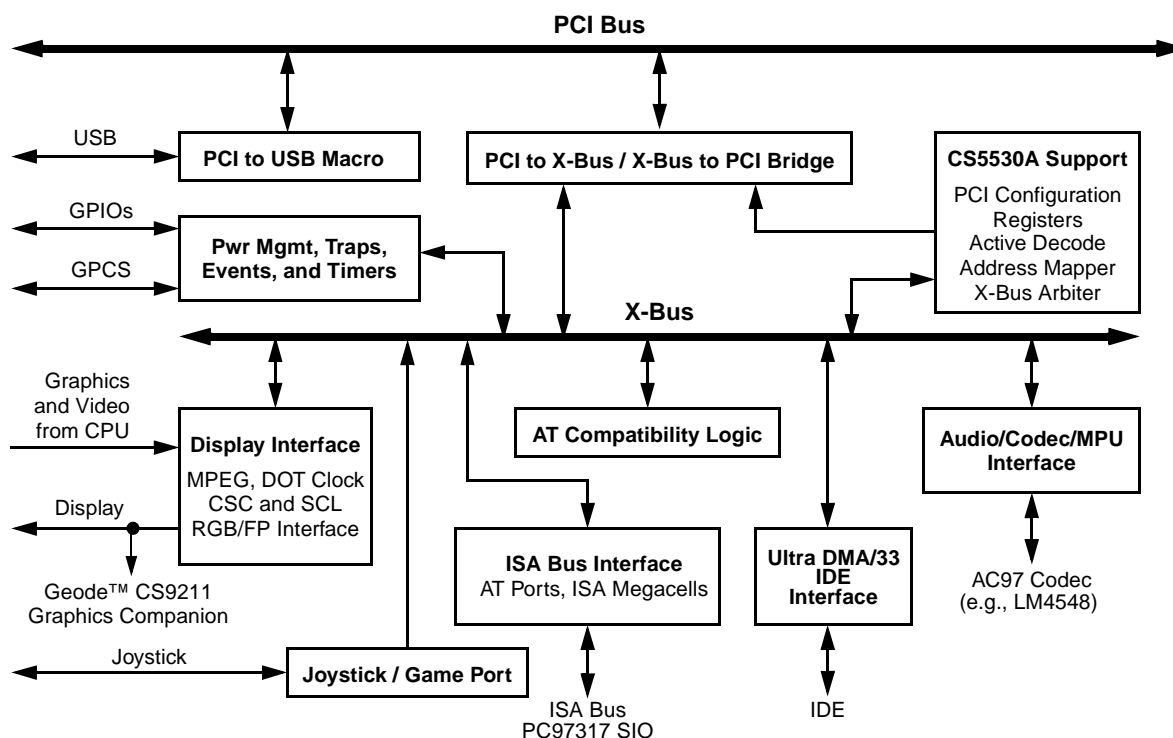 PCI Bus
USB
PCI to USB Macro
PCI to X-Bus / X-Bus to PCI Bridge
CS5530A Support
PCI Configuration
Registers
Active Decode
Address Mapper
X-Bus Arbiter
GPIOs
GPCS
Pwr Mgmt, Traps,
Events, and Timers
X-Bus
Graphics
and Video
from CPU
Display Interface
MPEG, DOT Clock
CSC and SCL
RGB/FP Interface
AT Compatibility Logic
Audio/Codec/MPU
Interface
Display
Geode™ CS9211
Graphics Companion
ISA Bus Interface
AT Ports, ISA Megacells
Ultra DMA/33
IDE
Interface
AC97 Codec
(e.g., LM4548)
Joystick
Joystick / Game Port
ISA Bus
PC97317 SIO
IDE